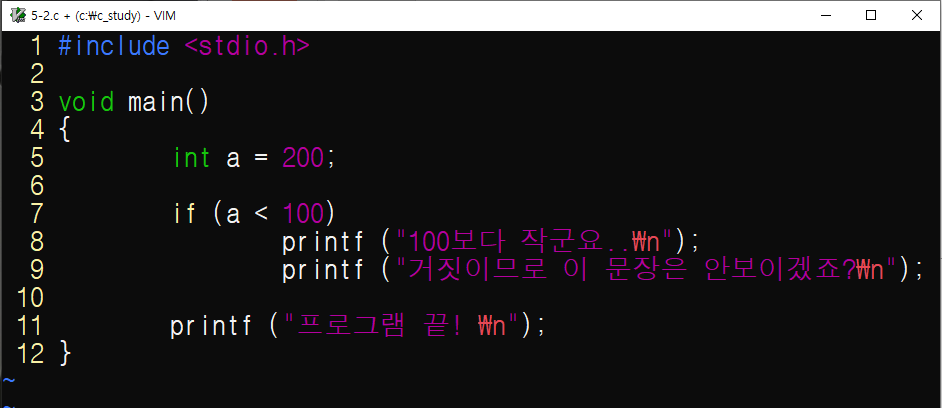 5-2.c + (c:\c_study) - VIM
1 #include <stdio.h>
2
3 void main()
4 {
5 int a = 200;
6
7 if (a < 100)
8 printf ("100보다 작군요..₩n");
9 printf ("거짓이므로 이 문장은 안보이겠죠?₩n");
10
11 printf ("프로그램 끝! ₩n");
12 }
~
~